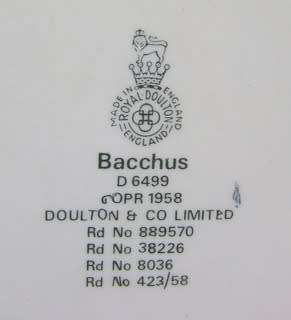 MADE IN ENGLAND
ROYAL DOULTON
ENGLAND
Bacchus
D 6499
COPR 1958
DOULTON & CO LIMITED
Rd No 889570
Rd No 38226
Rd No 8036
Rd No 423/58